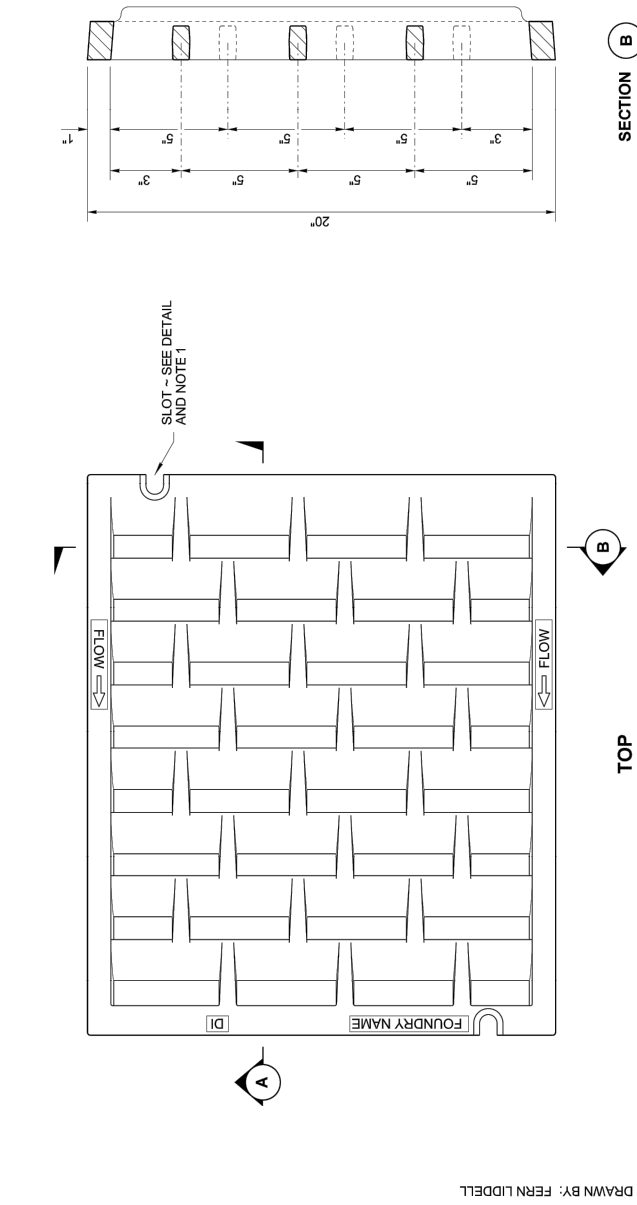 1"
5"
5"
5"
3"
3"
5"
5"
5"
20"
SECTION B
SLOT ~ SEE DETAIL
AND NOTE 1
FLOW
FLOW
B
TOP
DI
FOUNDRY NAME
A
DRAWN BY: FERN LIDDELL